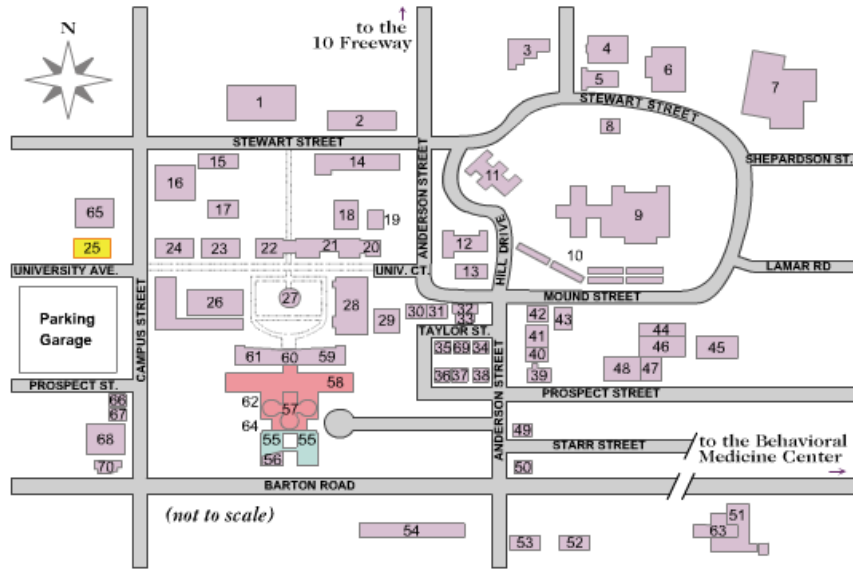 N
to the
10 Freeway
1
2
3
4
5
6
7
8
STEWART STREET
STEWART STREET
ANDERSON STREET
SHEPARDSON ST.
14
15
16
17
18
19
11
9
65
25
24
23
22
21
20
12
13
10
HILL DRIVE
UNIVERSITY AVE.
UNIV. CT.
LAMAR RD
MOUND STREET
Parking
Garage
CAMPUS STREET
26
27
28
29
30
31
32
33
42
43
TAYLOR ST.
41
40
39
44
46
45
48
47
35
69
34
36
37
38
61
60
59
58
62
57
64
55
55
56
PROSPECT ST.
PROSPECT STREET
66
67
68
70
ANDERSON STREET
49
STARR STREET
50
to the Behavioral
Medicine Center
BARTON ROAD
(not to scale)
54
53
52
51
63